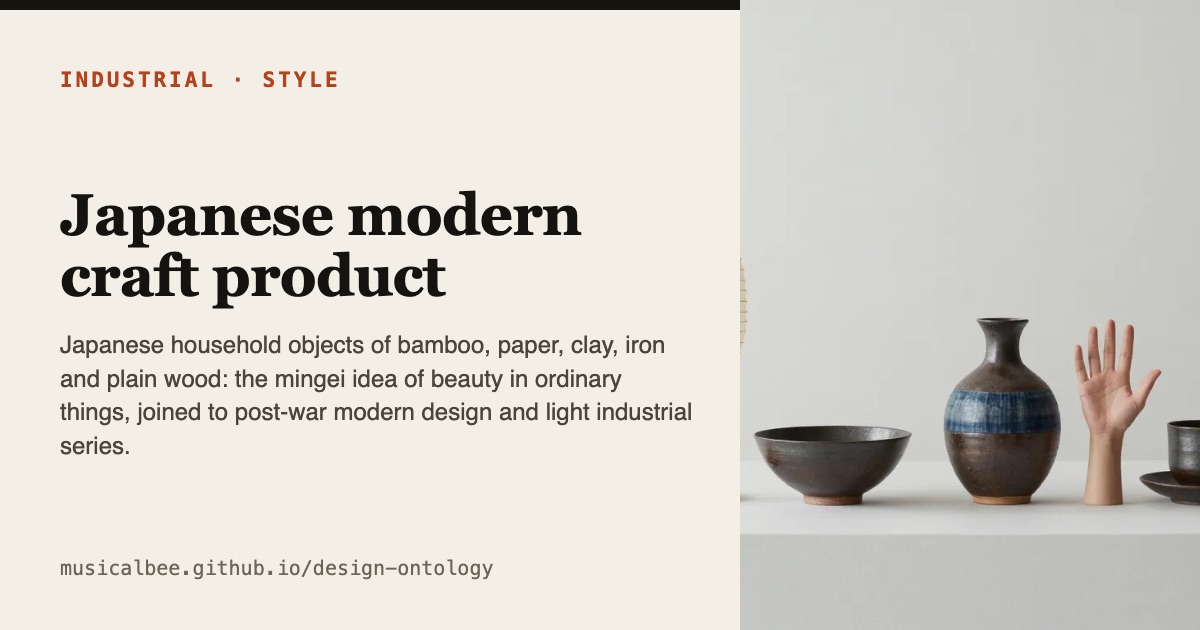 INDUSTRIAL · STYLE
Japanese modern
craft product
Japanese household objects of bamboo, paper, clay, iron
and plain wood: the mingei idea of beauty in ordinary
things, joined to post-war modern design and light industrial
series.
musicalbee.github.io/design-ontology